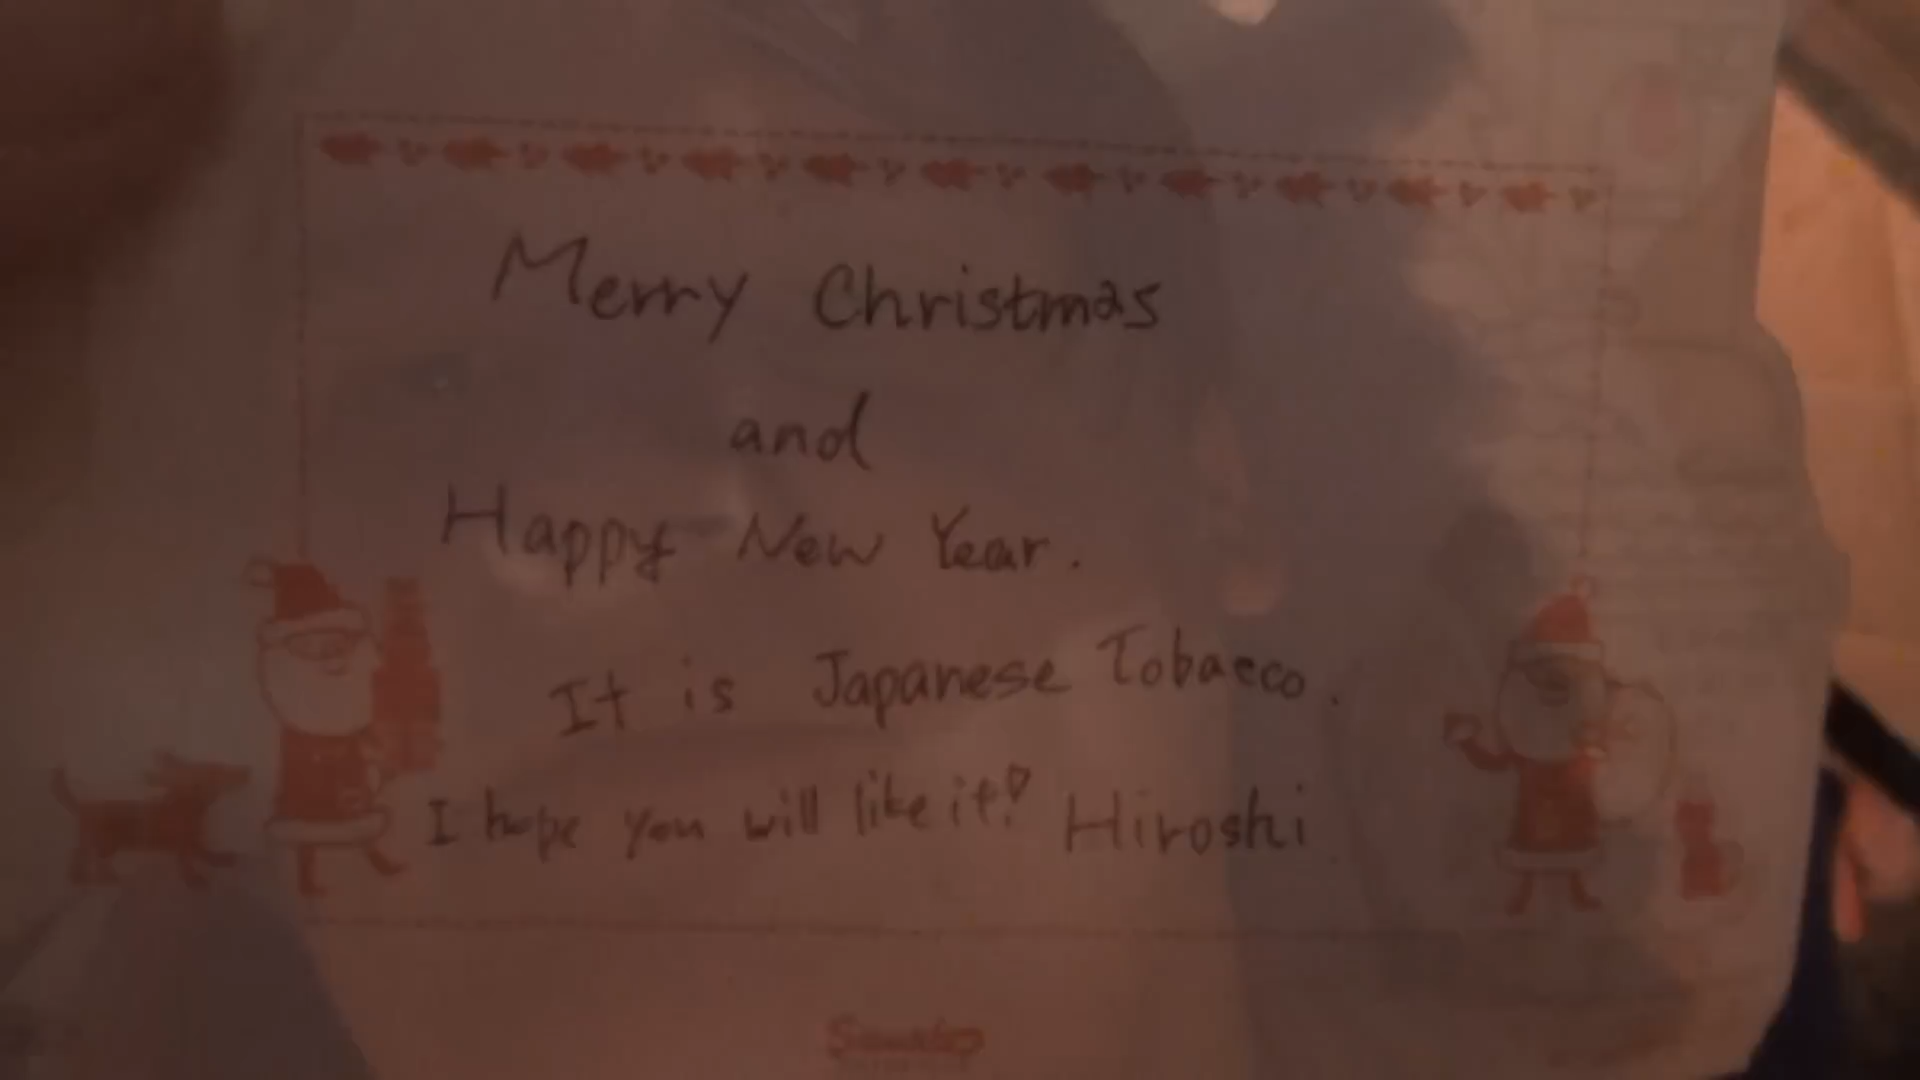 Merry Christmas
and
Happy New Year.
It is Japanese Tobacco.
I hope you will like it! Hiroshi